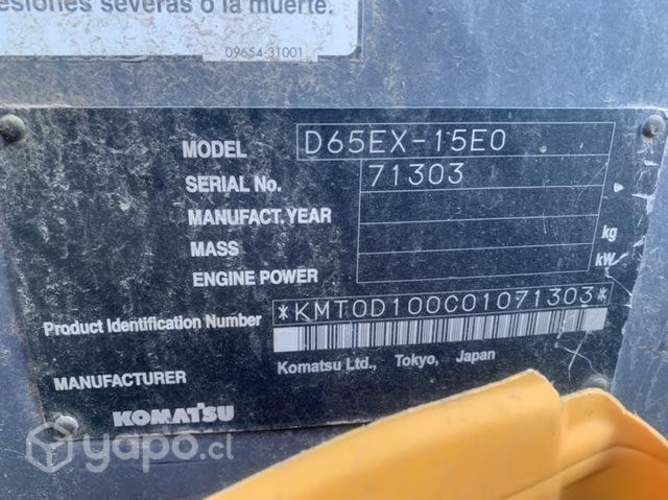 esiones severas o la muerte.
09654-31001
MODEL D65EX-15E0
SERIAL No. 71303
MANUFACT. YEAR
MASS kg
ENGINE POWER kW
Product Identification Number *KMT0D100C01071303*
Komatsu Ltd., Tokyo, Japan
MANUFACTURER
KOMATSU
yapo.cl